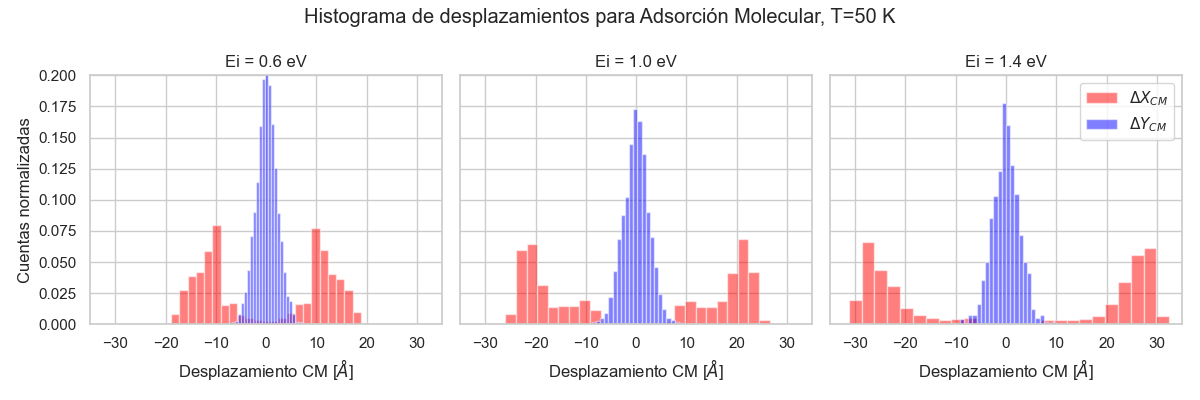 Histograma de desplazamientos para Adsorción Molecular, T=50 K
Ei = 0.6 eV
Ei = 1.0 eV
Ei = 1.4 eV
Cuentas normalizadas
0.200
0.175
0.150
0.125
0.100
0.075
0.050
0.025
0.000
ΔX_CM
ΔY_CM
−30 −20 −10 0 10 20 30
−30 −20 −10 0 10 20 30
−30 −20 −10 0 10 20 30
Desplazamiento CM [Å]
Desplazamiento CM [Å]
Desplazamiento CM [Å]